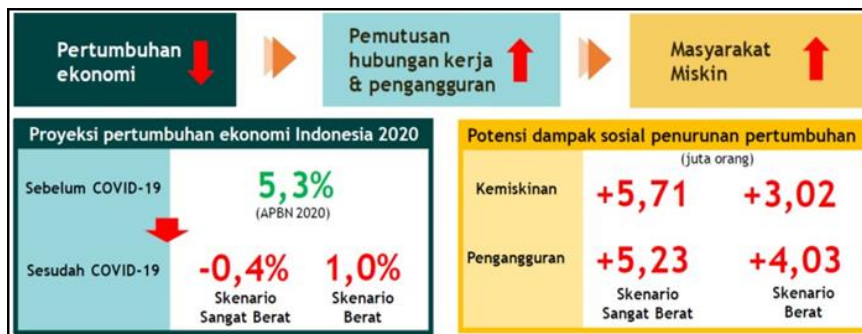 Pertumbuhan
ekonomi
Pemutusan
hubungan kerja
& pengangguran
Masyarakat
Miskin
Proyeksi pertumbuhan ekonomi Indonesia 2020
Sebelum COVID-19
5,3%
(APBN 2020)
Sesudah COVID-19
-0,4%
1,0%
Skenario
Sangat Berat
Skenario
Berat
Potensi dampak sosial penurunan pertumbuhan
(juta orang)
Kemiskinan
+5,71
+3,02
Pengangguran
+5,23
+4,03
Skenario
Sangat Berat
Skenario
Berat